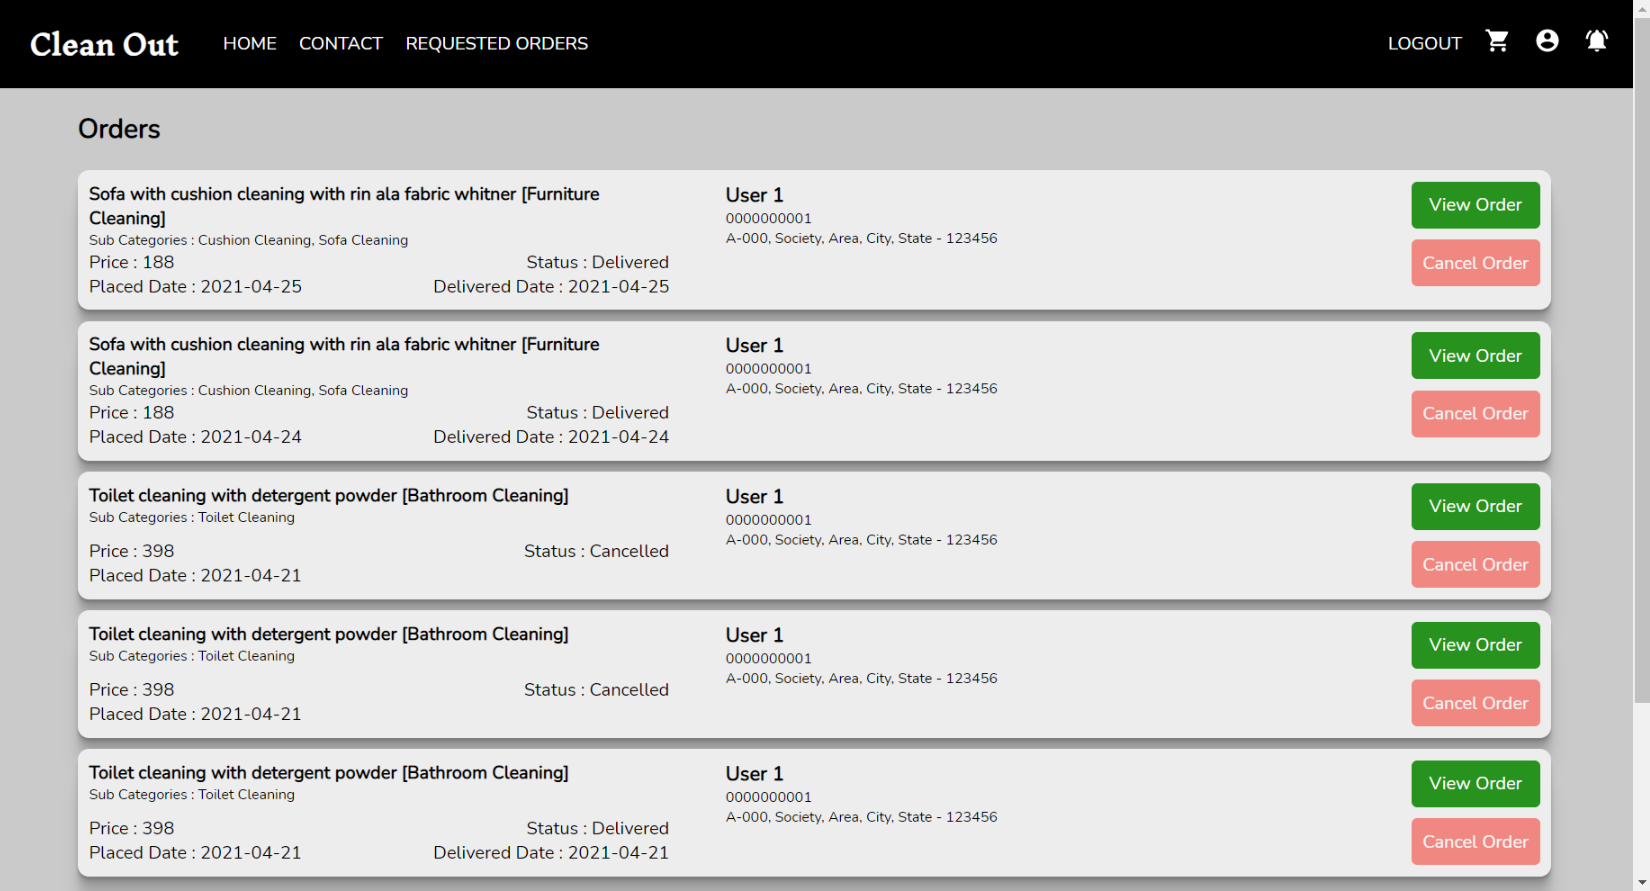 Clean Out HOME CONTACT REQUESTED ORDERS LOGOUT
Orders
Sofa with cushion cleaning with rin ala fabric whitner [Furniture
Cleaning]
Sub Categories : Cushion Cleaning, Sofa Cleaning
Price : 188 Status : Delivered
Placed Date : 2021-04-25 Delivered Date : 2021-04-25
User 1
0000000001
A-000, Society, Area, City, State - 123456
View Order
Cancel Order
Sofa with cushion cleaning with rin ala fabric whitner [Furniture
Cleaning]
Sub Categories : Cushion Cleaning, Sofa Cleaning
Price : 188 Status : Delivered
Placed Date : 2021-04-24 Delivered Date : 2021-04-24
User 1
0000000001
A-000, Society, Area, City, State - 123456
View Order
Cancel Order
Toilet cleaning with detergent powder [Bathroom Cleaning]
Sub Categories : Toilet Cleaning
Price : 398 Status : Cancelled
Placed Date : 2021-04-21
User 1
0000000001
A-000, Society, Area, City, State - 123456
View Order
Cancel Order
Toilet cleaning with detergent powder [Bathroom Cleaning]
Sub Categories : Toilet Cleaning
Price : 398 Status : Cancelled
Placed Date : 2021-04-21
User 1
0000000001
A-000, Society, Area, City, State - 123456
View Order
Cancel Order
Toilet cleaning with detergent powder [Bathroom Cleaning]
Sub Categories : Toilet Cleaning
Price : 398 Status : Delivered
Placed Date : 2021-04-21 Delivered Date : 2021-04-21
User 1
0000000001
A-000, Society, Area, City, State - 123456
View Order
Cancel Order